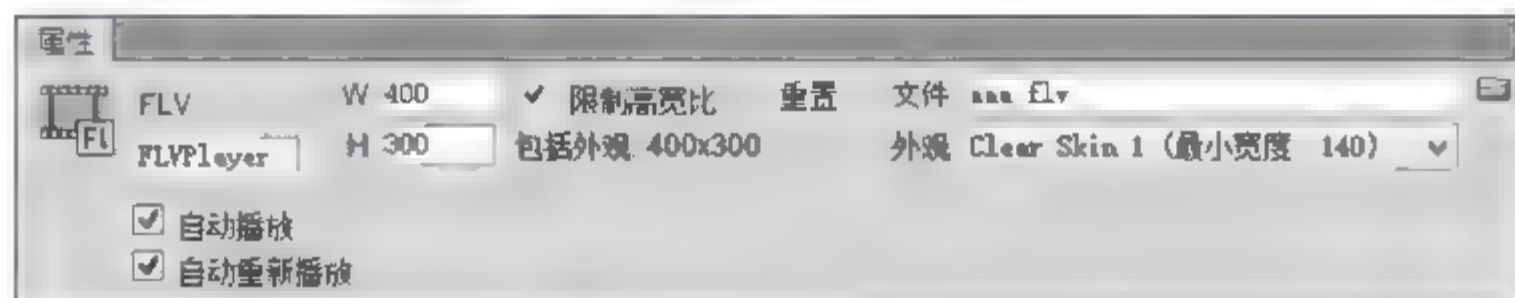 属性
FLV W 400 限制高宽比 重置 文件 aaa flv
Fl FLVPlayer H 300 包括外观 400x300 外观 Clear Skin 1 (最小宽度 140)
自动播放
自动重新播放